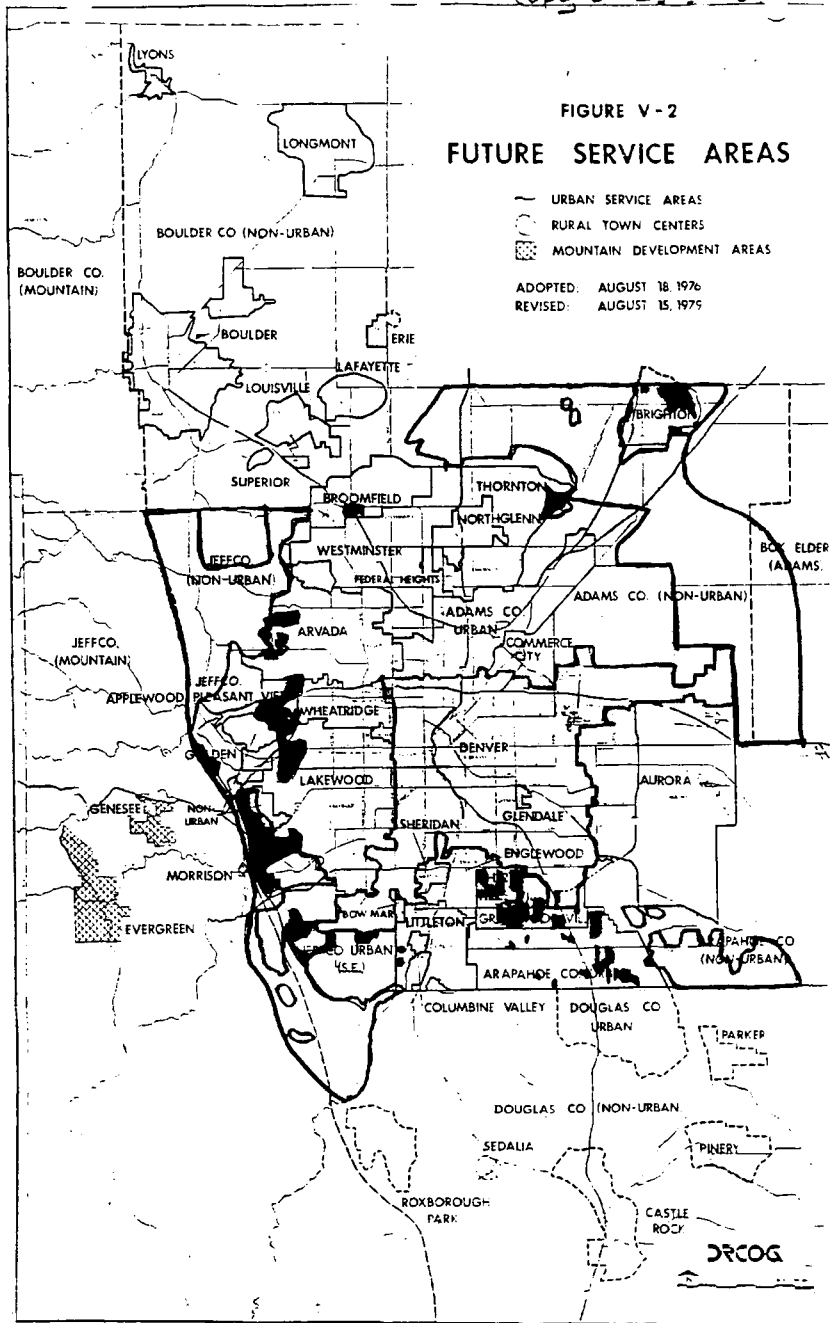 LYONS
FIGURE V-2
LONGMONT
FUTURE SERVICE AREAS
URBAN SERVICE AREAS
RURAL TOWN CENTERS
BOULDER CO (NON-URBAN)
MOUNTAIN DEVELOPMENT AREAS
BOULDER CO.
(MOUNTAIN)
ADOPTED: AUGUST 18, 1976
REVISED: AUGUST 15, 1979
BOULDER
ERIE
LAFAYETTE
LOUISVILLE
BRIGHTON
SUPERIOR
THORNTON
BROOMFIELD
NORTHGLENN
WESTMINSTER
JEFFCO
(NON-URBAN)
BOX ELDER
(ADAMS.
FEDERAL HEIGHTS
ADAMS CO
URBAN
ADAMS CO. (NON-URBAN)
ARVADA
JEFFCO.
(MOUNTAIN)
COMMERCE
CITY
JEFFCO.
APPLEWOOD PLEASANT
WHEATRIDGE
GOLDEN
DENVER
LAKEWOOD
AURORA
GENESEE
NON-
URBAN
SHERIDAN
GLENDALE
ENGLEWOOD
MORRISON
BOW MAR
LITTLETON
EVERGREEN
URBAN
(S.E.)
ARAPAHOE CO
(NON-URBAN)
COLUMBINE VALLEY
DOUGLAS CO
URBAN
PARKER
DOUGLAS CO (NON-URBAN
SEDALIA
PINERY
ROXBOROUGH
PARK
CASTLE
ROCK
DRCOG